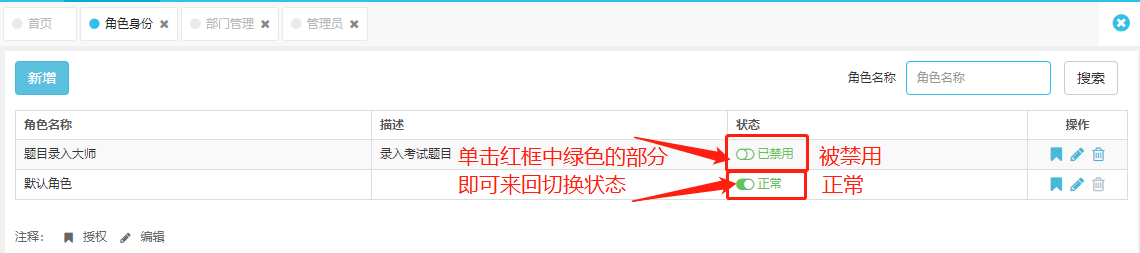 首页 角色身份 部门管理 管理员
新增 角色名称 角色名称 搜索
角色名称 描述 状态 操作
题目录入大师 录入考试题目 单击红框中绿色的部分 已禁用 被禁用
默认角色 即可来回切换状态 正常 正常
注释: 授权 编辑